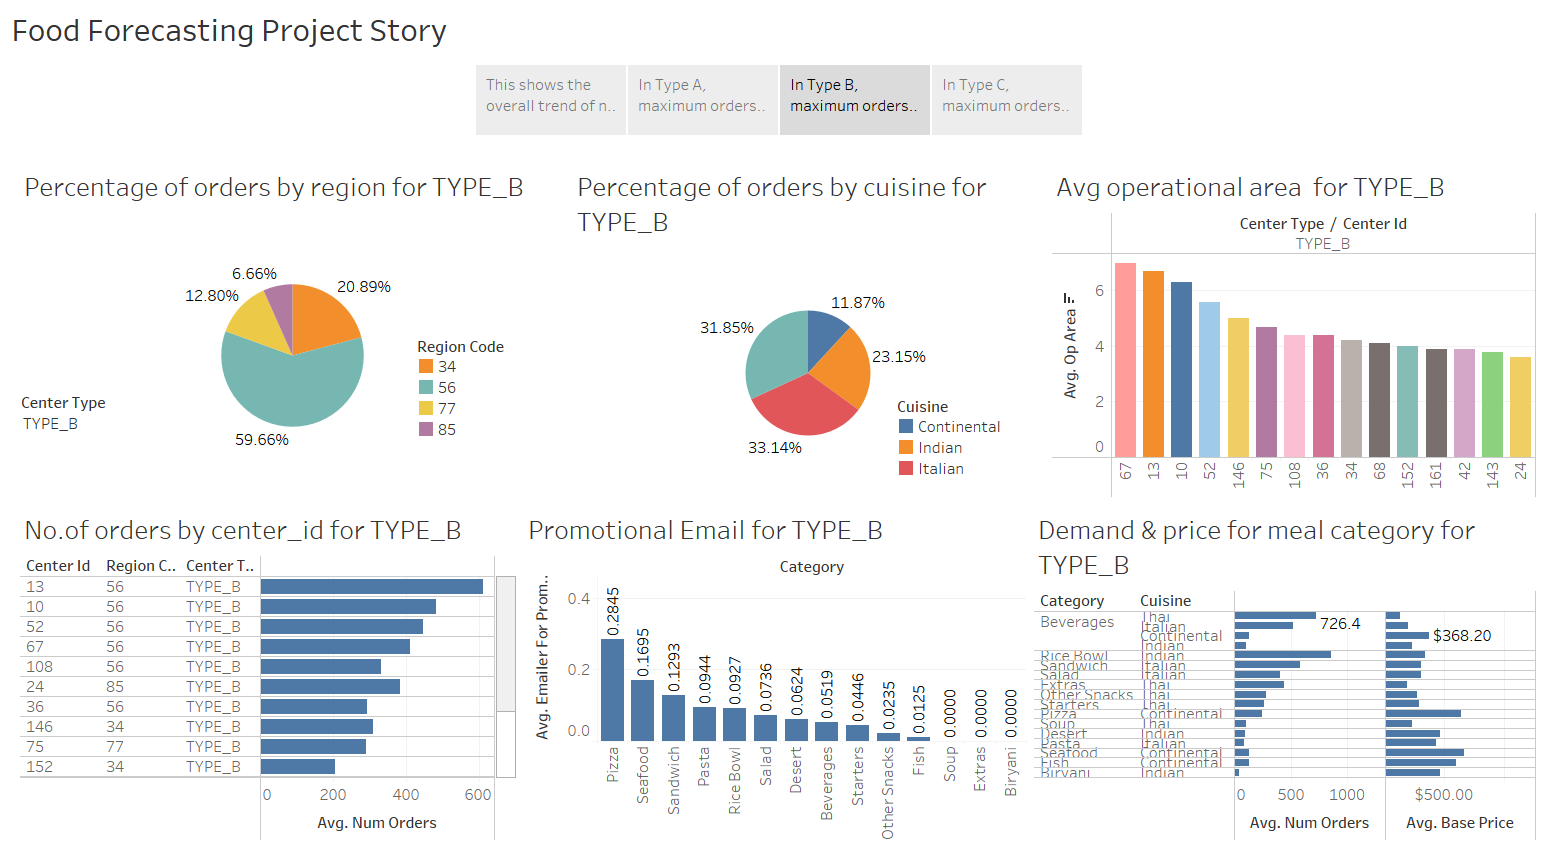 Food Forecasting Project Story
This shows the
overall trend of n..
In Type A,
maximum orders..
In Type B,
maximum orders..
In Type C,
maximum orders..
Percentage of orders by region for TYPE_B
6.66%
20.89%
12.80%
59.66%
Region Code
34
56
77
85
Center Type
TYPE_B
Percentage of orders by cuisine for
TYPE_B
11.87%
31.85%
23.15%
33.14%
Cuisine
Continental
Indian
Italian
Avg operational area for TYPE_B
Center Type / Center Id
TYPE_B
Avg. Op Area
6
4
2
0
67 13 10 52 146 75 108 36 34 68 152 161 42 143 24
No.of orders by center_id for TYPE_B
Center Id Region C.. Center T..
13 56 TYPE_B
10 56 TYPE_B
52 56 TYPE_B
67 56 TYPE_B
108 56 TYPE_B
24 85 TYPE_B
36 56 TYPE_B
146 34 TYPE_B
75 77 TYPE_B
152 34 TYPE_B
0 200 400 600
Avg. Num Orders
Promotional Email for TYPE_B
Category
Avg. Emailer For Prom..
0.4
0.2
0.0
0.2845 0.1695 0.1293 0.0944 0.0927 0.0736 0.0624 0.0519 0.0446 0.0235 0.0125 0.0000 0.0000 0.0000
Pizza Seafood Sandwich Pasta Rice Bowl Salad Desert Beverages Starters Other Snacks Fish Soup Extras Biryani
Demand & price for meal category for
TYPE_B
Category Cuisine
Beverages Thai
Italian 726.4
Continental $368.20
Indian
Rice Bowl Indian
Sandwich Italian
Salad Italian
Extras Thai
Other Snacks Thai
Starters Thai
Pizza Continental
Soup Thai
Desert Indian
Pasta Italian
Seafood Continental
Fish Continental
Biryani Indian
0 500 1000 $500.00
Avg. Num Orders Avg. Base Price